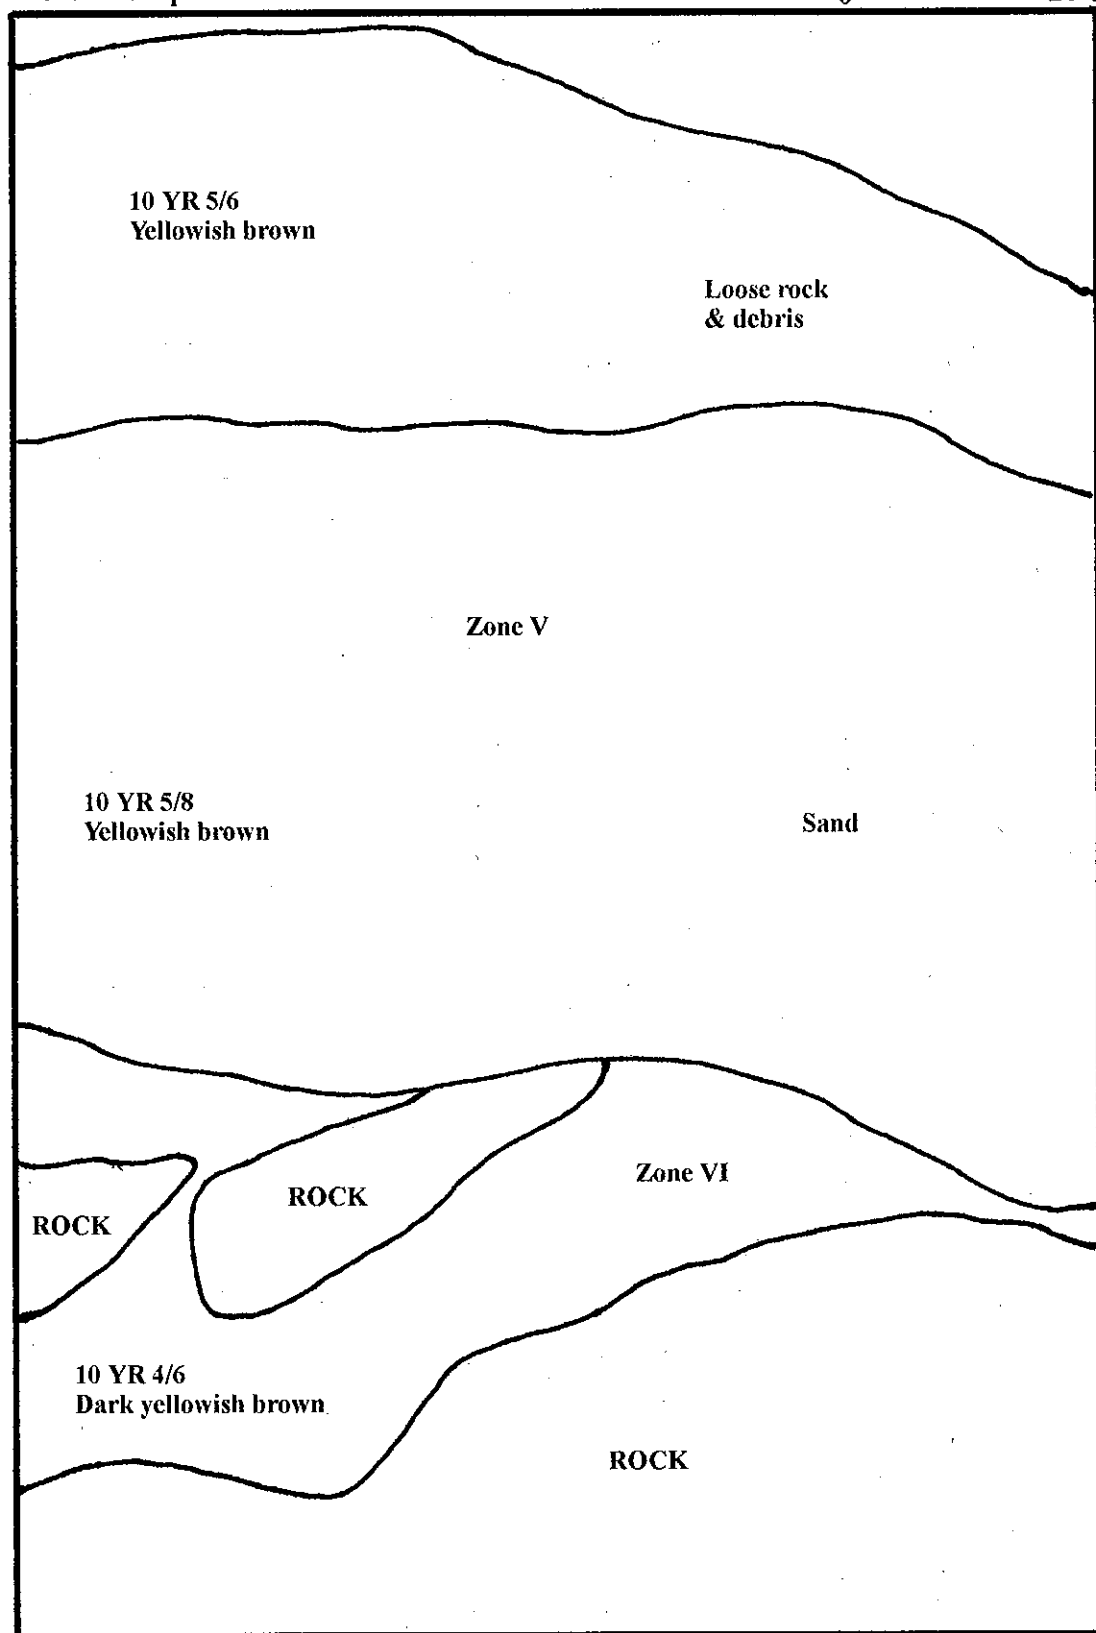 10 YR 5/6
Yellowish brown
Loose rock
& debris
Zone V
10 YR 5/8
Yellowish brown
Sand
ROCK
ROCK
Zone VI
10 YR 4/6
Dark yellowish brown
ROCK